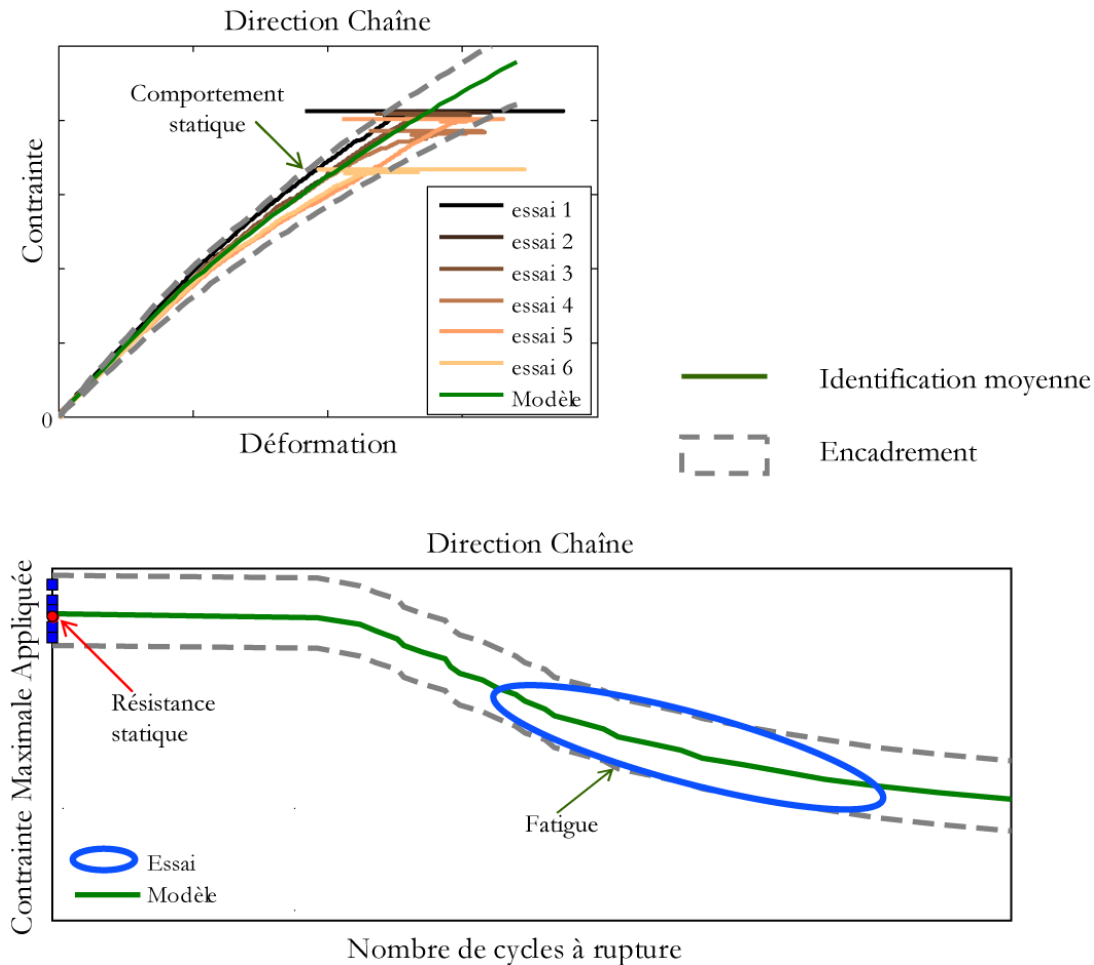 Direction Chaîne
Comportement
statique
Contrainte
essai 1
essai 2
essai 3
essai 4
essai 5
essai 6
Modèle
0
Déformation
Identification moyenne
Encadrement
Direction Chaîne
Contrainte Maximale Appliquée
Résistance
statique
Fatigue
Essai
Modèle
Nombre de cycles à rupture